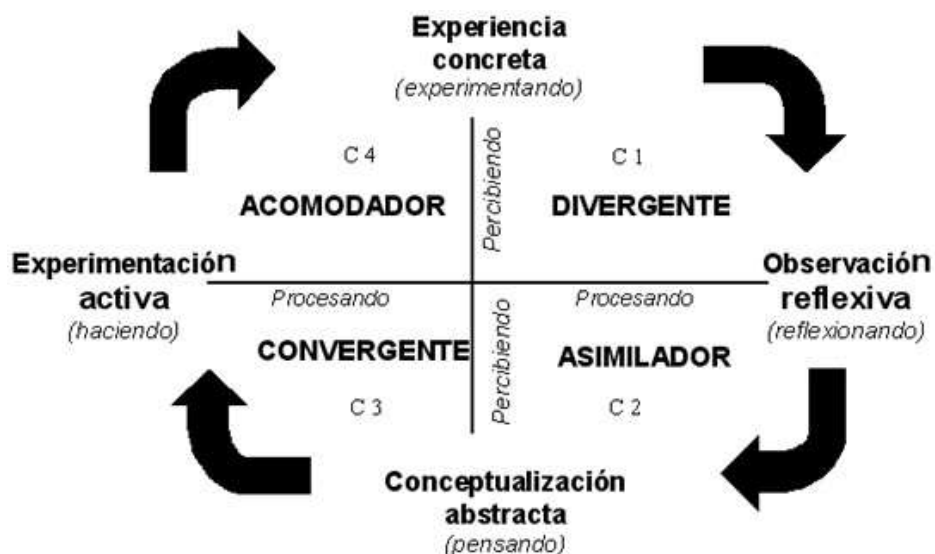 Experiencia
concreta
(experimentando)
C 4
Percibiendo
C 1
ACOMODADOR
DIVERGENTE
Experimentación
activa
(haciendo)
Procesando
Procesando
Observación
reflexiva
(reflexionando)
CONVERGENTE
Percibiendo
ASIMILADOR
C 3
C 2
Conceptualización
abstracta
(pensando)